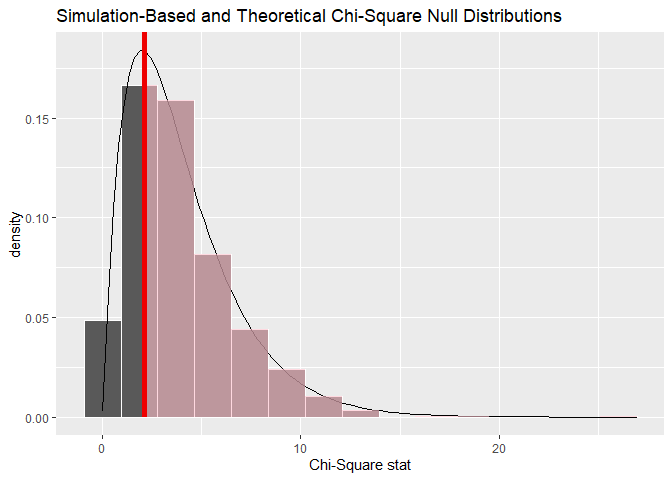 Simulation-Based and Theoretical Chi-Square Null Distributions
0.15
0.10
0.05
0.00
density
0
10
20
Chi-Square stat